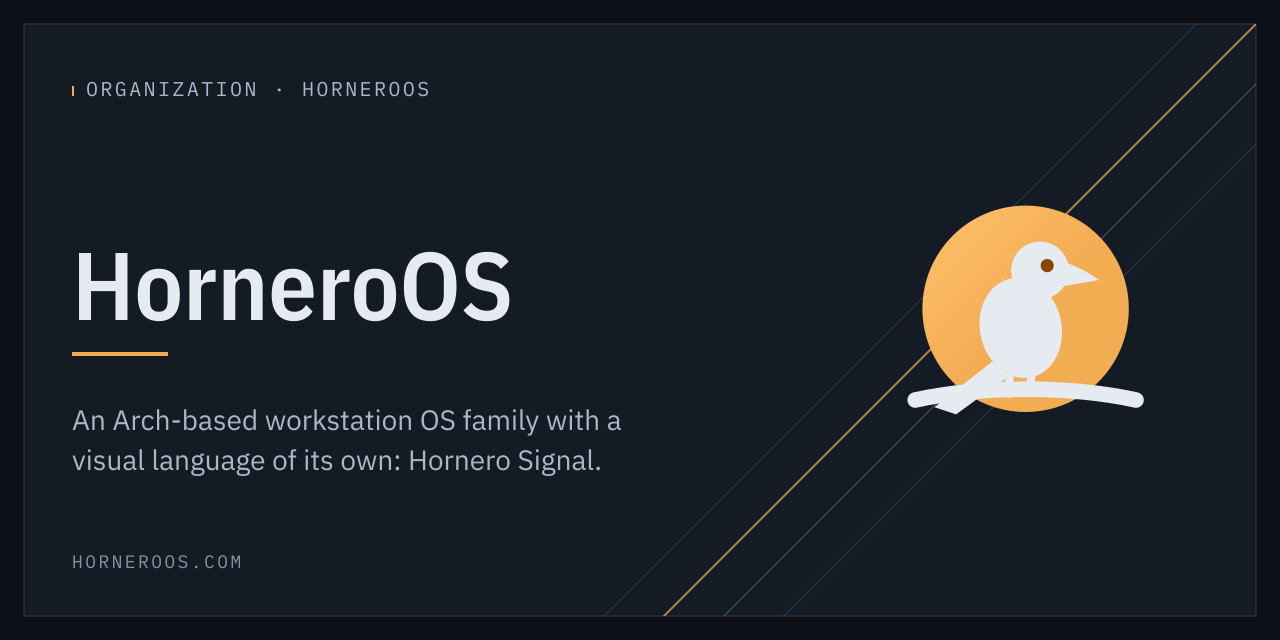 ORGANIZATION · HORNEROOS
HorneroOS
An Arch-based workstation OS family with a
visual language of its own: Hornero Signal.
HORNEROOS.COM